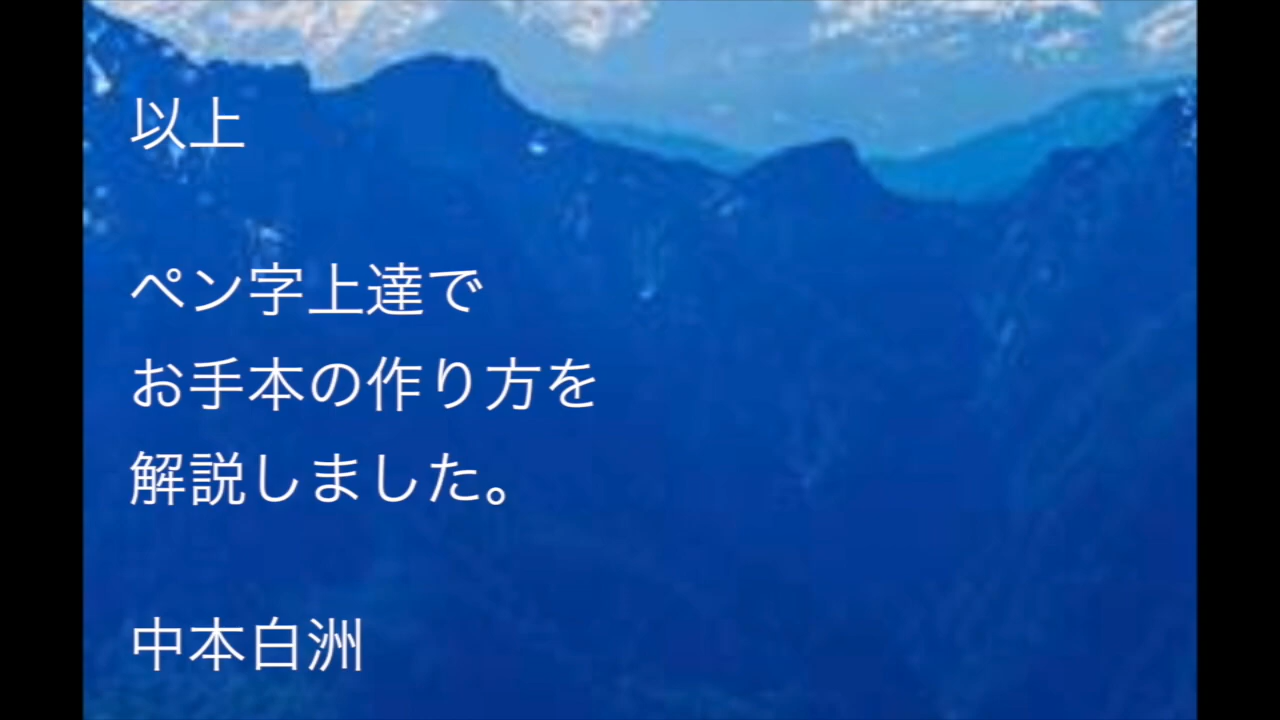 以上
ペン字上達で
お手本の作り方を
解説しました。
中本白洲